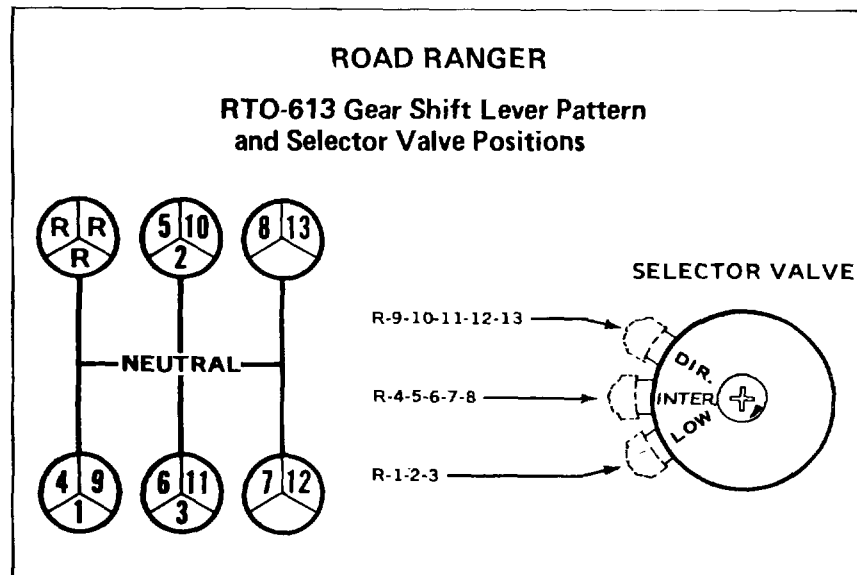 ROAD RANGER
RTO-613 Gear Shift Lever Pattern
and Selector Valve Positions
R R R
5 10 2
8 13
NEUTRAL
4 9 1
6 11 3
7 12
SELECTOR VALVE
R-9-10-11-12-13
DIR.
R-4-5-6-7-8
INTER
LOW
R-1-2-3